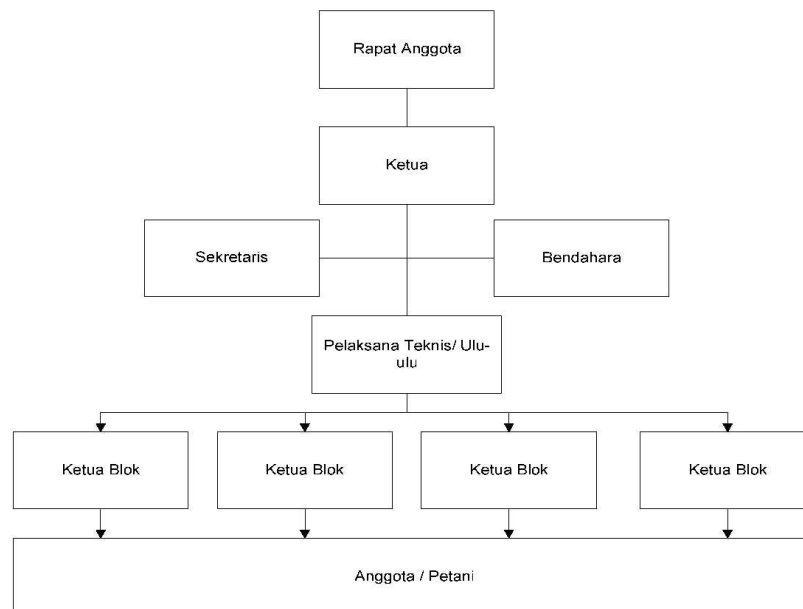 Rapat Anggota
Ketua
Sekretaris
Bendahara
Pelaksana Teknis/ Ulu-
ulu
Ketua Blok
Ketua Blok
Ketua Blok
Ketua Blok
Anggota / Petani